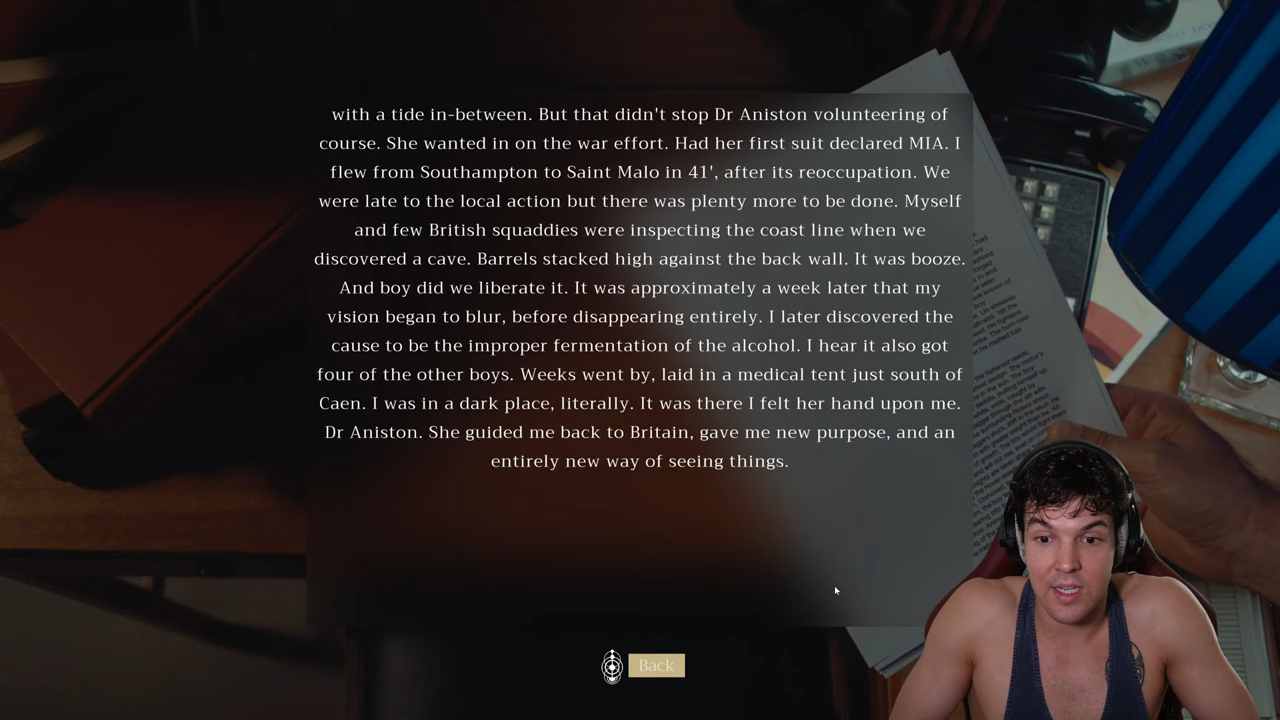 with a tide in-between. But that didn't stop Dr Aniston volunteering of
course. She wanted in on the war effort. Had her first suit declared MIA. I
flew from Southampton to Saint Malo in 41', after its reoccupation. We
were late to the local action but there was plenty more to be done. Myself
and few British squaddies were inspecting the coast line when we
discovered a cave. Barrels stacked high against the back wall. It was booze.
And boy did we liberate it. It was approximately a week later that my
vision began to blur, before disappearing entirely. I later discovered the
cause to be the improper fermentation of the alcohol. I hear it also got
four of the other boys. Weeks went by, laid in a medical tent just south of
Caen. I was in a dark place, literally. It was there I felt her hand upon me.
Dr Aniston. She guided me back to Britain, gave me new purpose, and an
entirely new way of seeing things.
Back